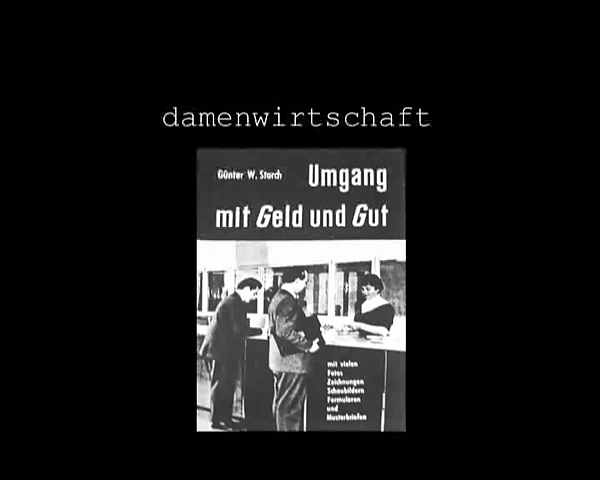 damenwirtschaft
Günter W. Storch
Umgang
mit Geld und Gut
mit vielen
Fotos
Zeichnungen
Schaubildern
Formularen
und
Musterbriefen